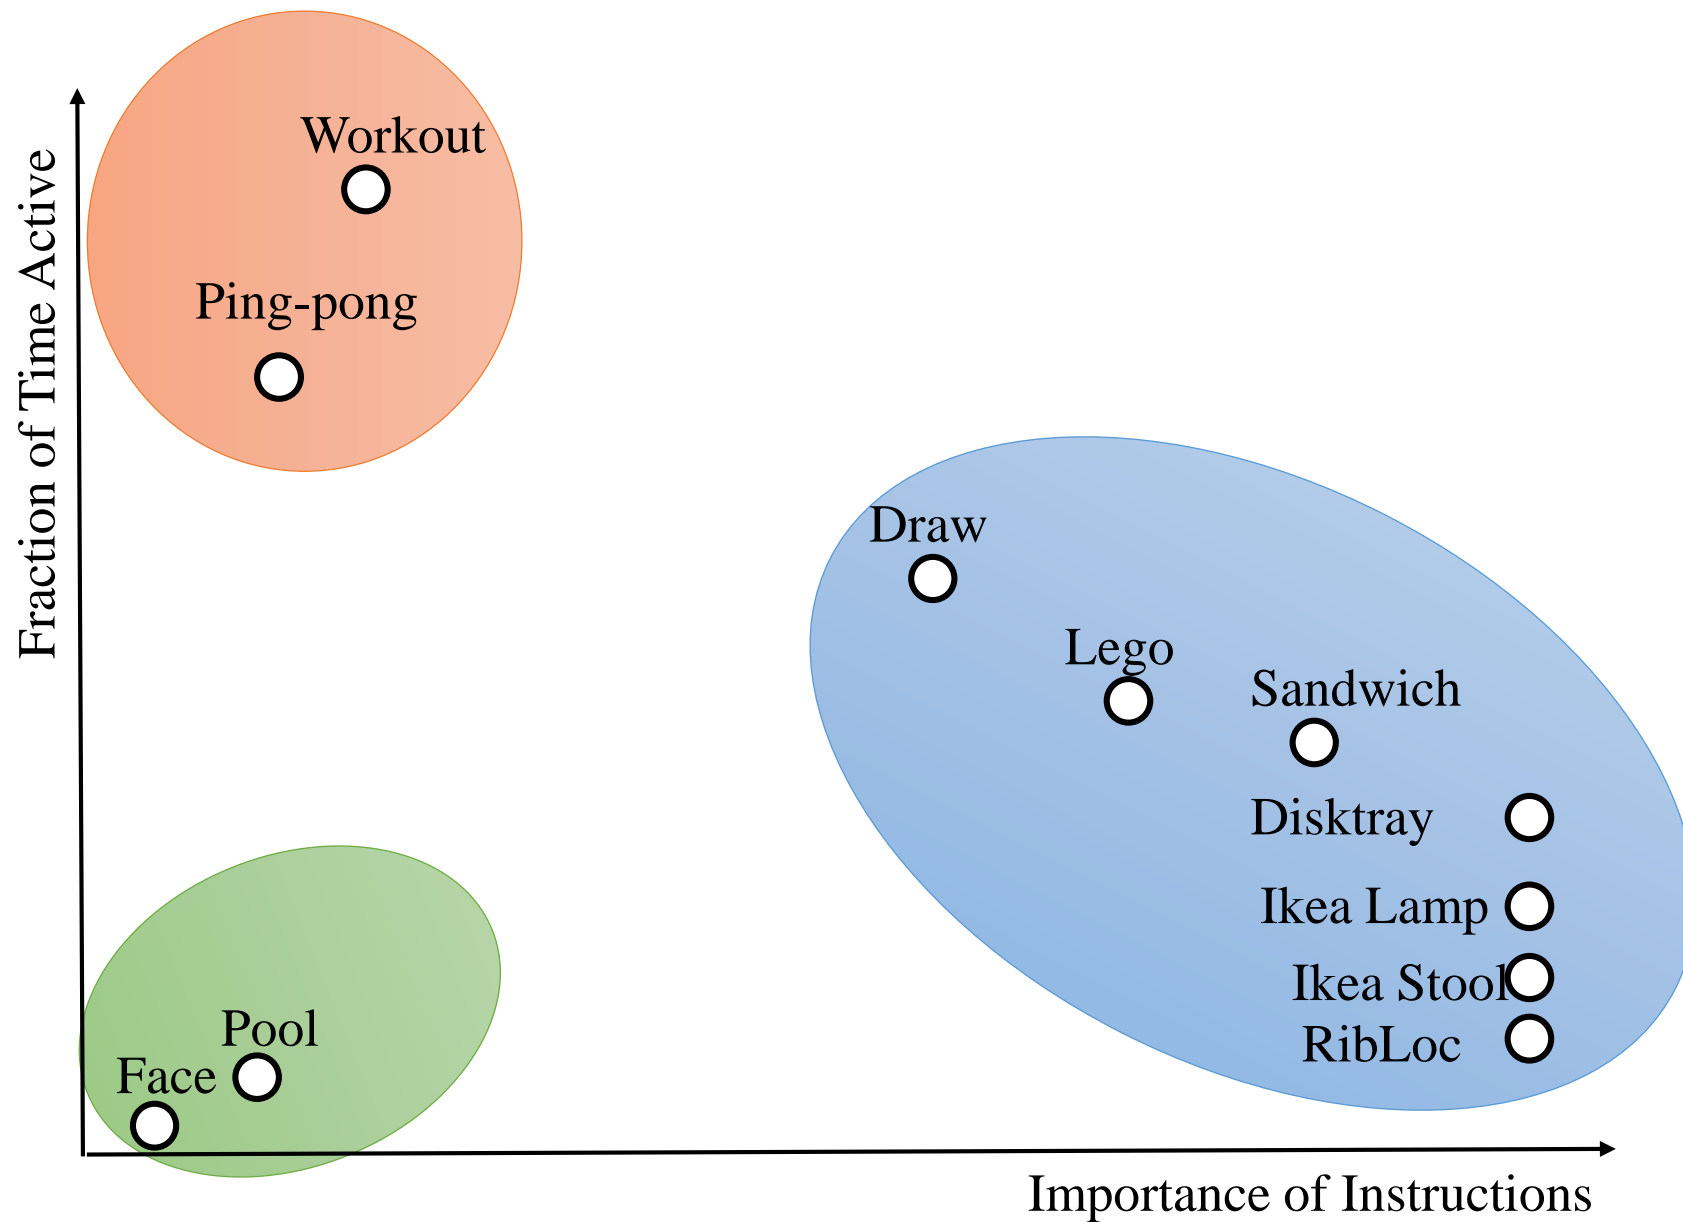 Workout
Ping-pong
Fraction of Time Active
Draw
Lego
Sandwich
Disktray
Ikea Lamp
Ikea Stool
RibLoc
Pool
Face
Importance of Instructions